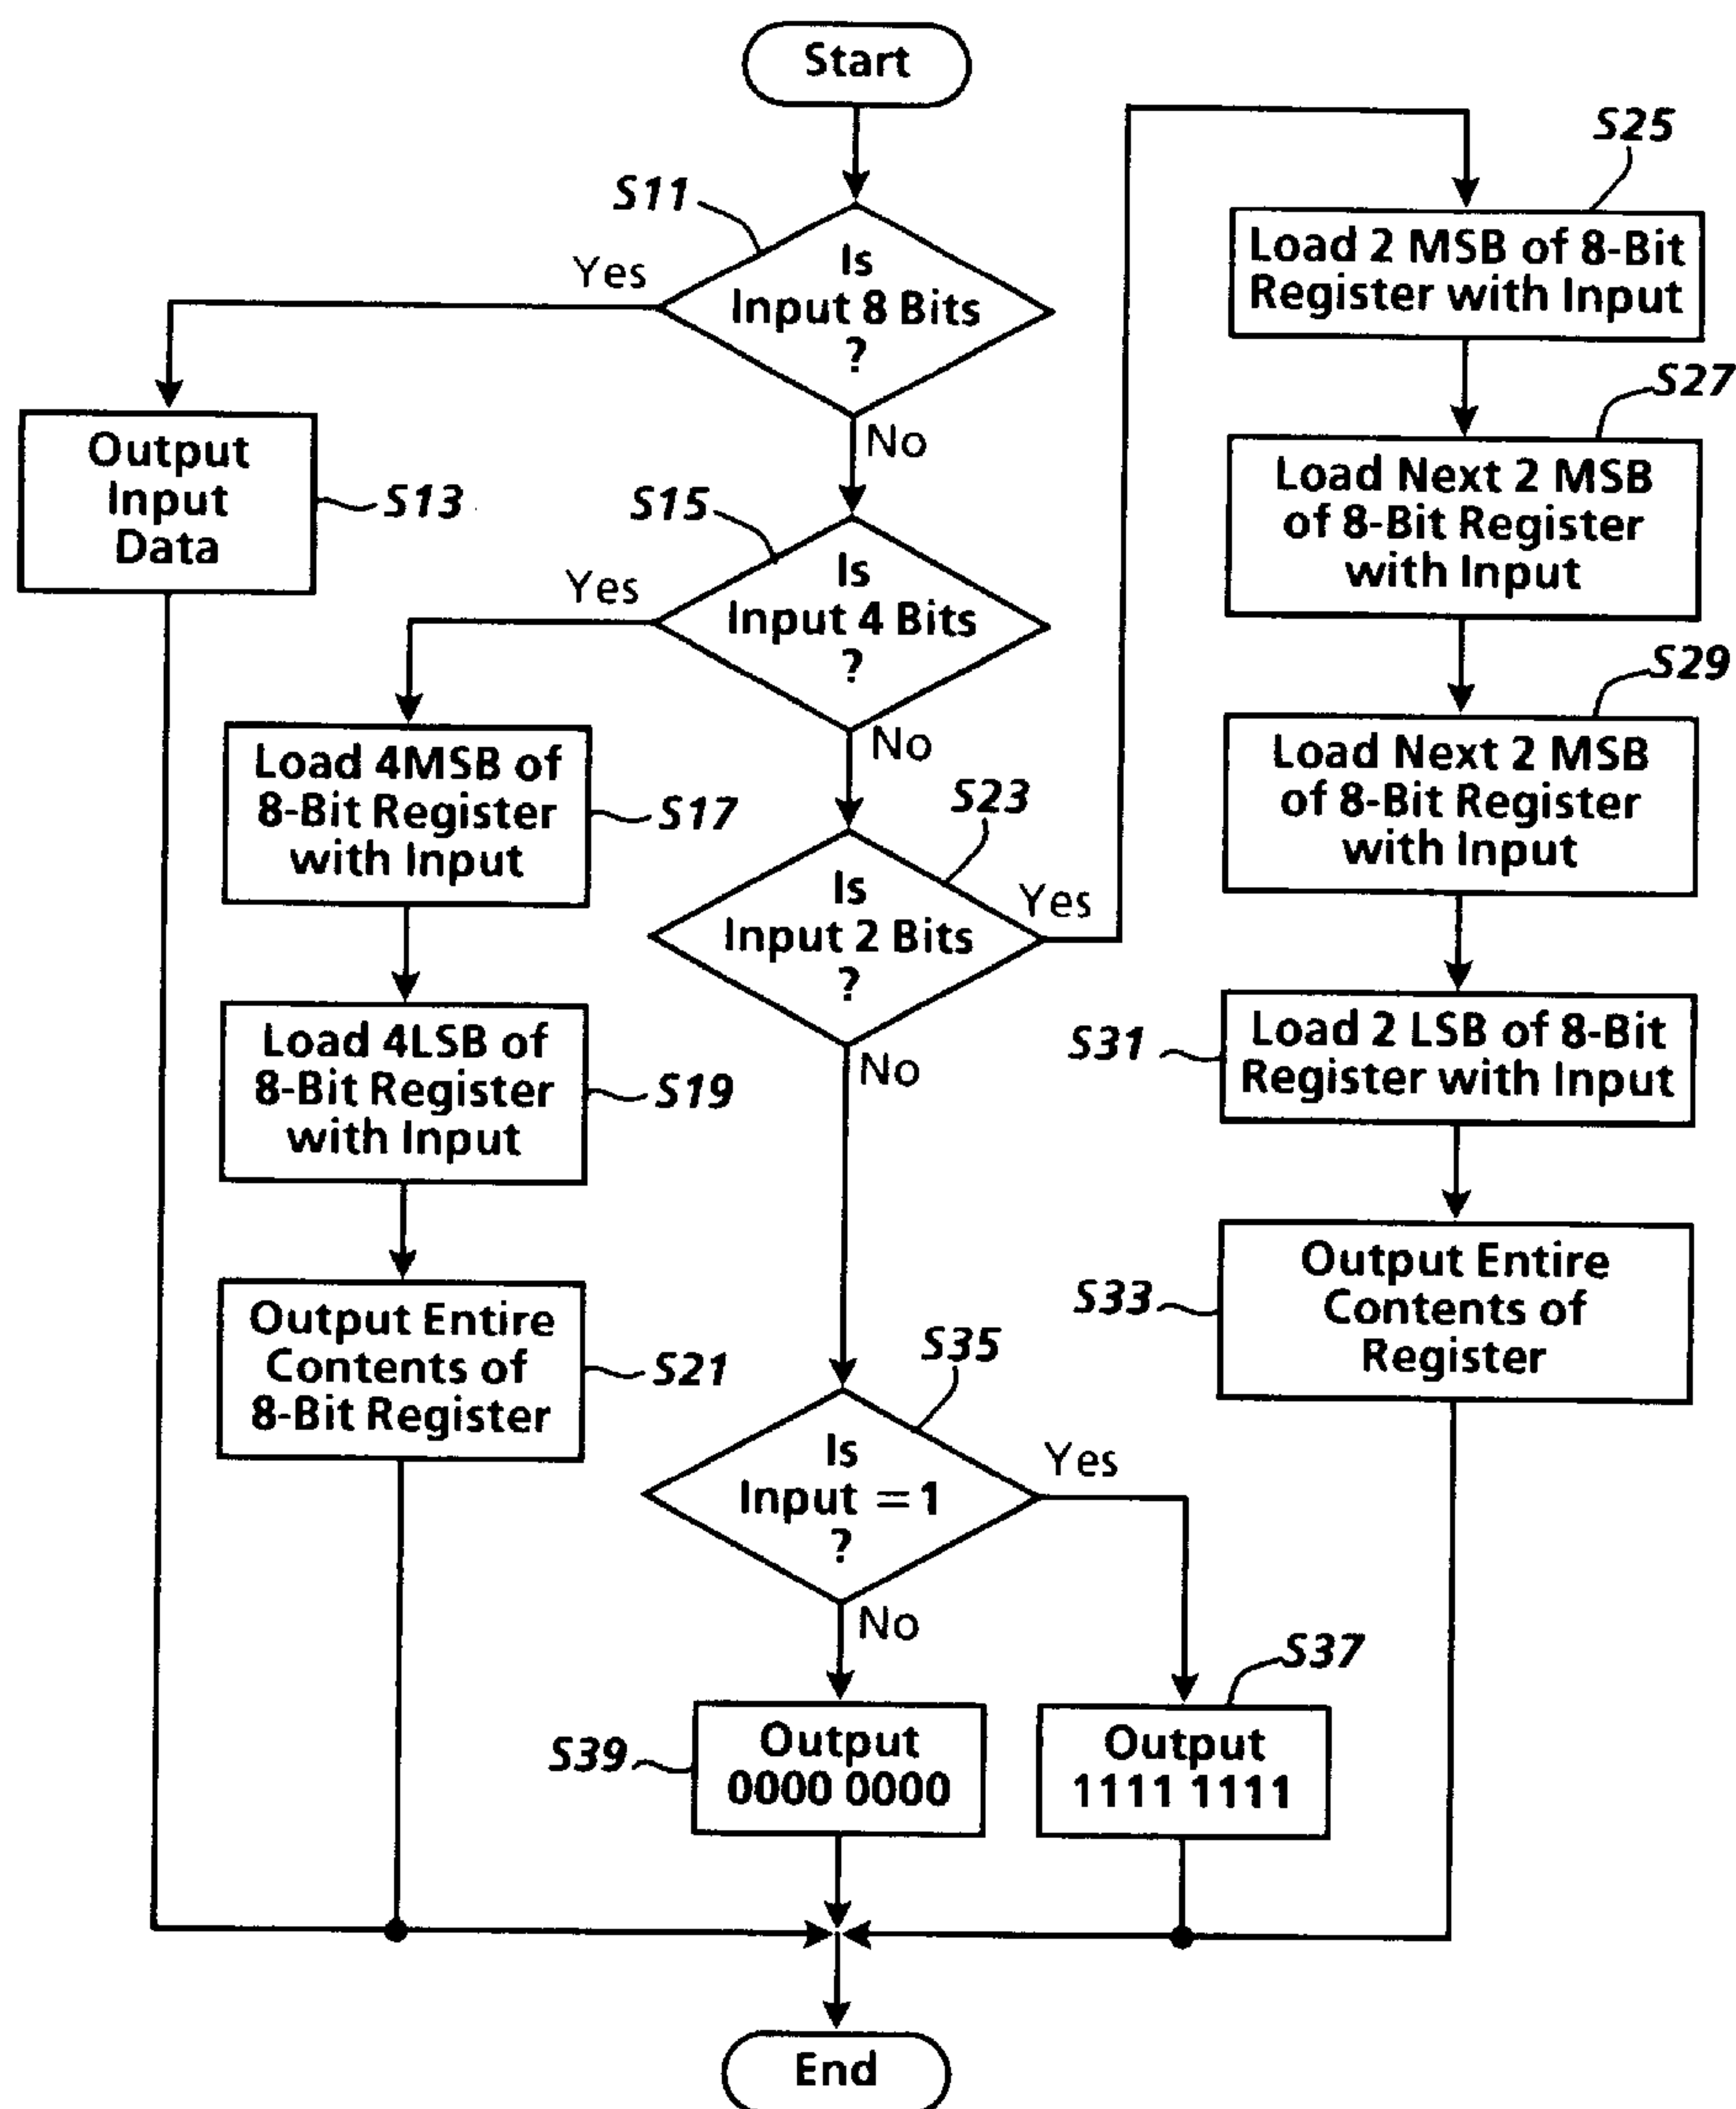 Start
S11
Is
Input 8 Bits
?
Yes
No
Output
Input
Data
S13
S15
Is
Input 4 Bits
?
Yes
No
Load 4MSB of
8-Bit Register
with Input
S17
Load 4LSB of
8-Bit Register
with Input
S19
Output Entire
Contents of
8-Bit Register
S21
S23
Is
Input 2 Bits
?
Yes
No
S25
Load 2 MSB of 8-Bit
Register with Input
S27
Load Next 2 MSB
of 8-Bit Register
with Input
S29
Load Next 2 MSB
of 8-Bit Register
with Input
S31
Load 2 LSB of 8-Bit
Register with Input
S33
Output Entire
Contents of
Register
S35
Is
Input =1
?
Yes
No
S37
Output
1111 1111
S39
Output
0000 0000
End